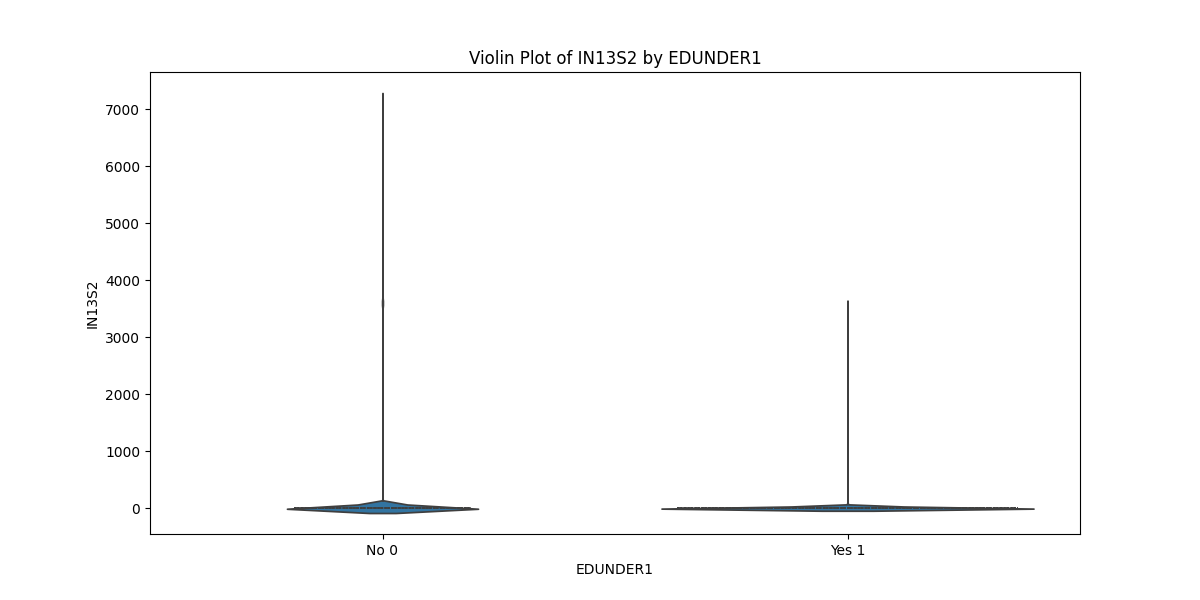 Violin Plot of IN13S2 by EDUNDER1
7000
6000
5000
4000
3000
2000
1000
0
IN13S2
No 0
Yes 1
EDUNDER1